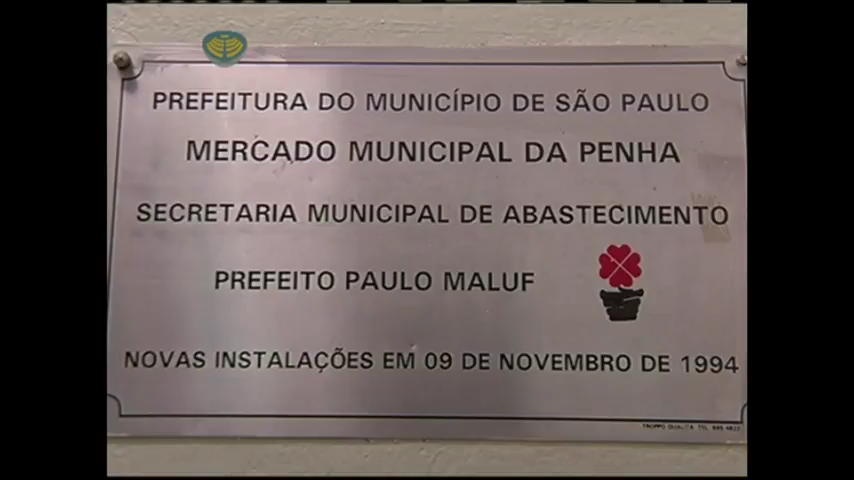 PREFEITURA DO MUNICÍPIO DE SÃO PAULO
MERCADO MUNICIPAL DA PENHA
SECRETARIA MUNICIPAL DE ABASTECIMENTO
PREFEITO PAULO MALUF
NOVAS INSTALAÇÕES EM 09 DE NOVEMBRO DE 1994